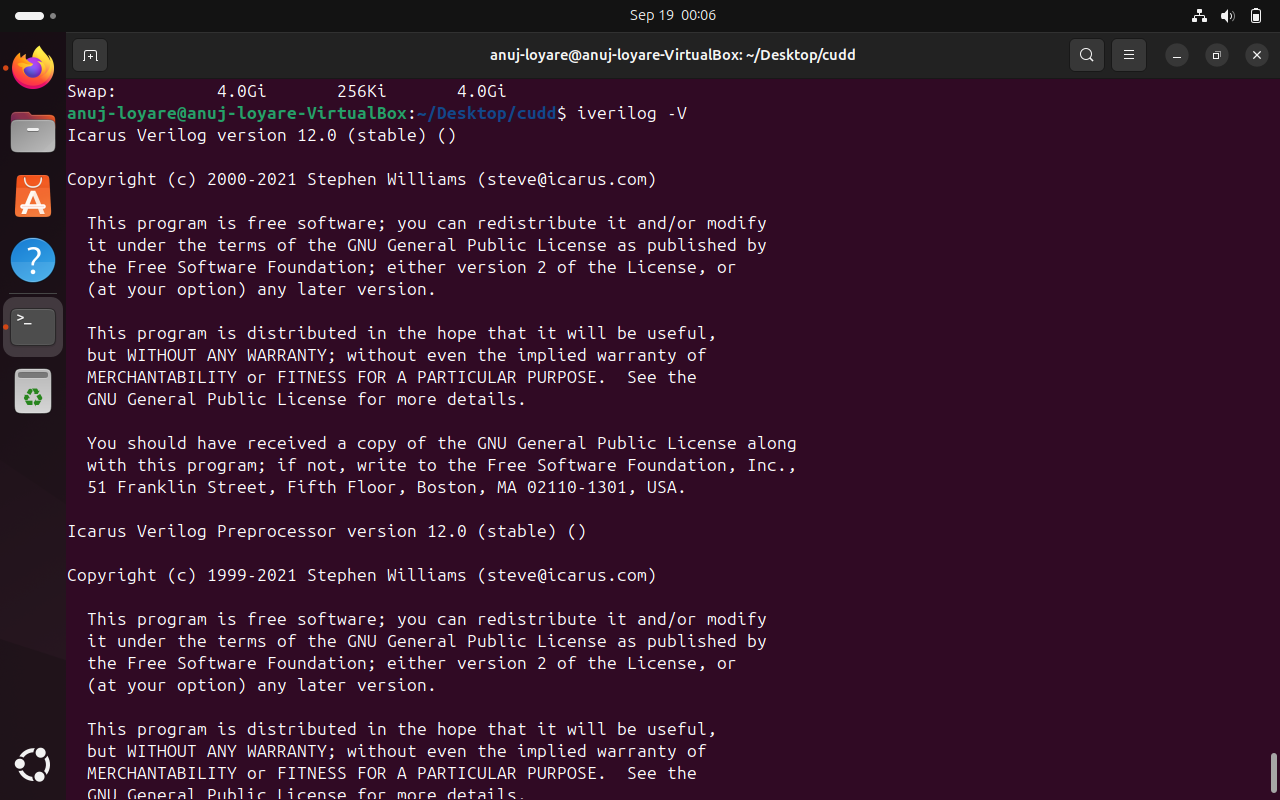 Sep 19 00:06
anuj-loyare@anuj-loyare-VirtualBox: ~/Desktop/cudd
Swap: 4.0Gi 256Ki 4.0Gi
anuj-loyare@anuj-loyare-VirtualBox:~/Desktop/cudd$ iverilog -V
Icarus Verilog version 12.0 (stable) ()
Copyright (c) 2000-2021 Stephen Williams (steve@icarus.com)
This program is free software; you can redistribute it and/or modify
it under the terms of the GNU General Public License as published by
the Free Software Foundation; either version 2 of the License, or
(at your option) any later version.
This program is distributed in the hope that it will be useful,
but WITHOUT ANY WARRANTY; without even the implied warranty of
MERCHANTABILITY or FITNESS FOR A PARTICULAR PURPOSE.  See the
GNU General Public License for more details.
You should have received a copy of the GNU General Public License along
with this program; if not, write to the Free Software Foundation, Inc.,
51 Franklin Street, Fifth Floor, Boston, MA 02110-1301, USA.
Icarus Verilog Preprocessor version 12.0 (stable) ()
Copyright (c) 1999-2021 Stephen Williams (steve@icarus.com)
This program is free software; you can redistribute it and/or modify
it under the terms of the GNU General Public License as published by
the Free Software Foundation; either version 2 of the License, or
(at your option) any later version.
This program is distributed in the hope that it will be useful,
but WITHOUT ANY WARRANTY; without even the implied warranty of
MERCHANTABILITY or FITNESS FOR A PARTICULAR PURPOSE.  See the
GNU General Public License for more details.